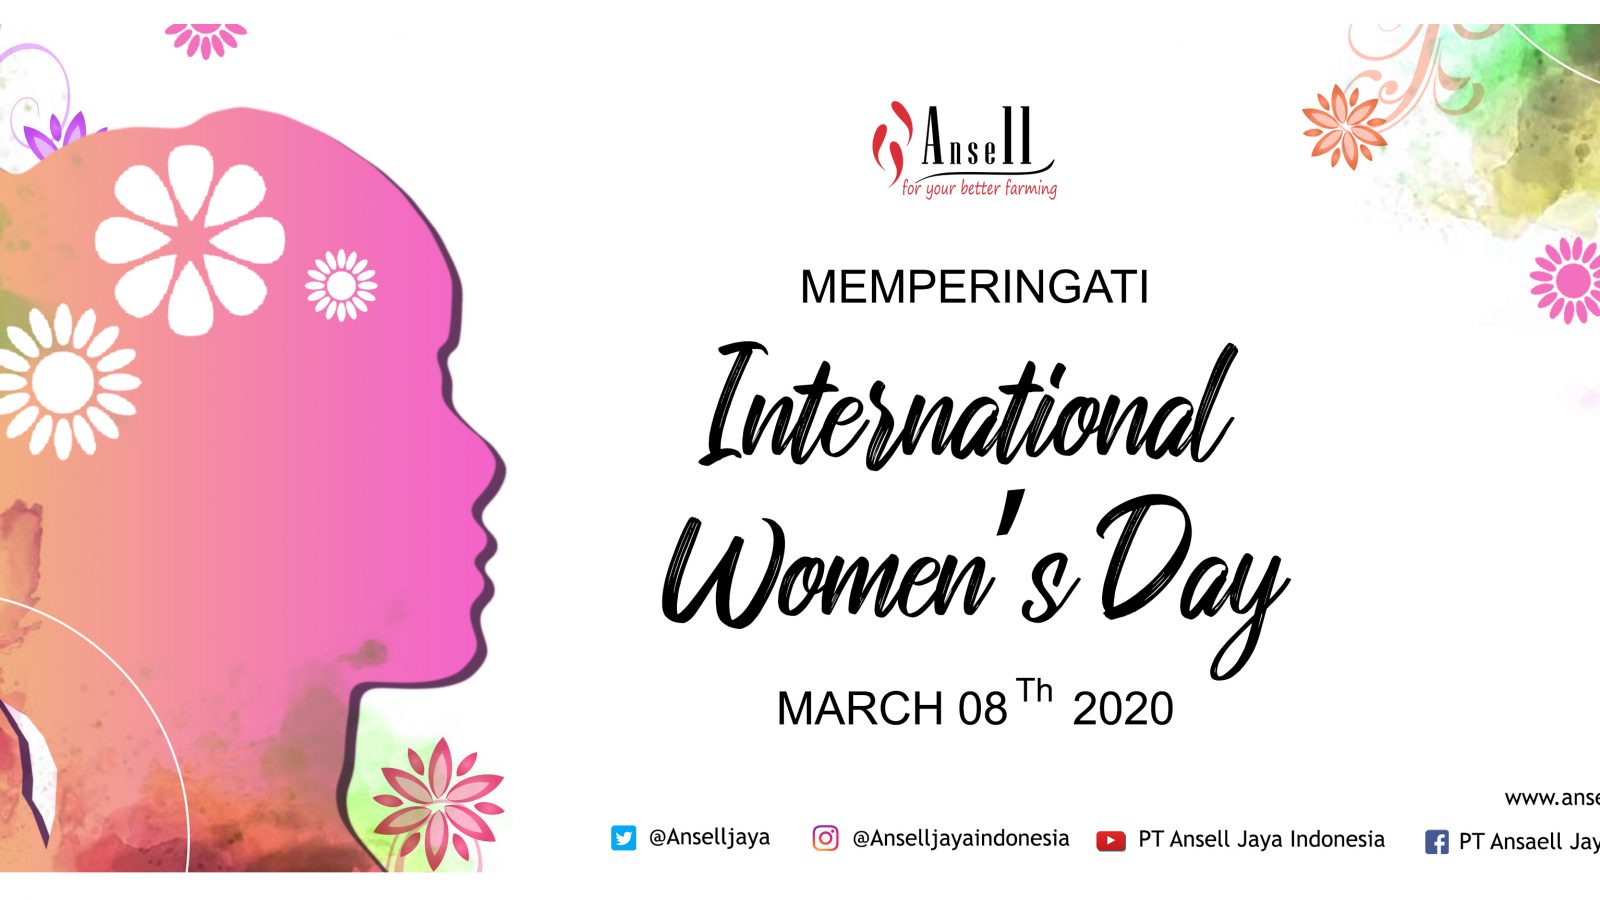 Ansell
for your better farming
MEMPERINGATI
International
Women's Day
MARCH 08 Th 2020
www.anse
@Anselljaya @Anselljayaindonesia PT Ansell Jaya Indonesia PT Ansaell Jay